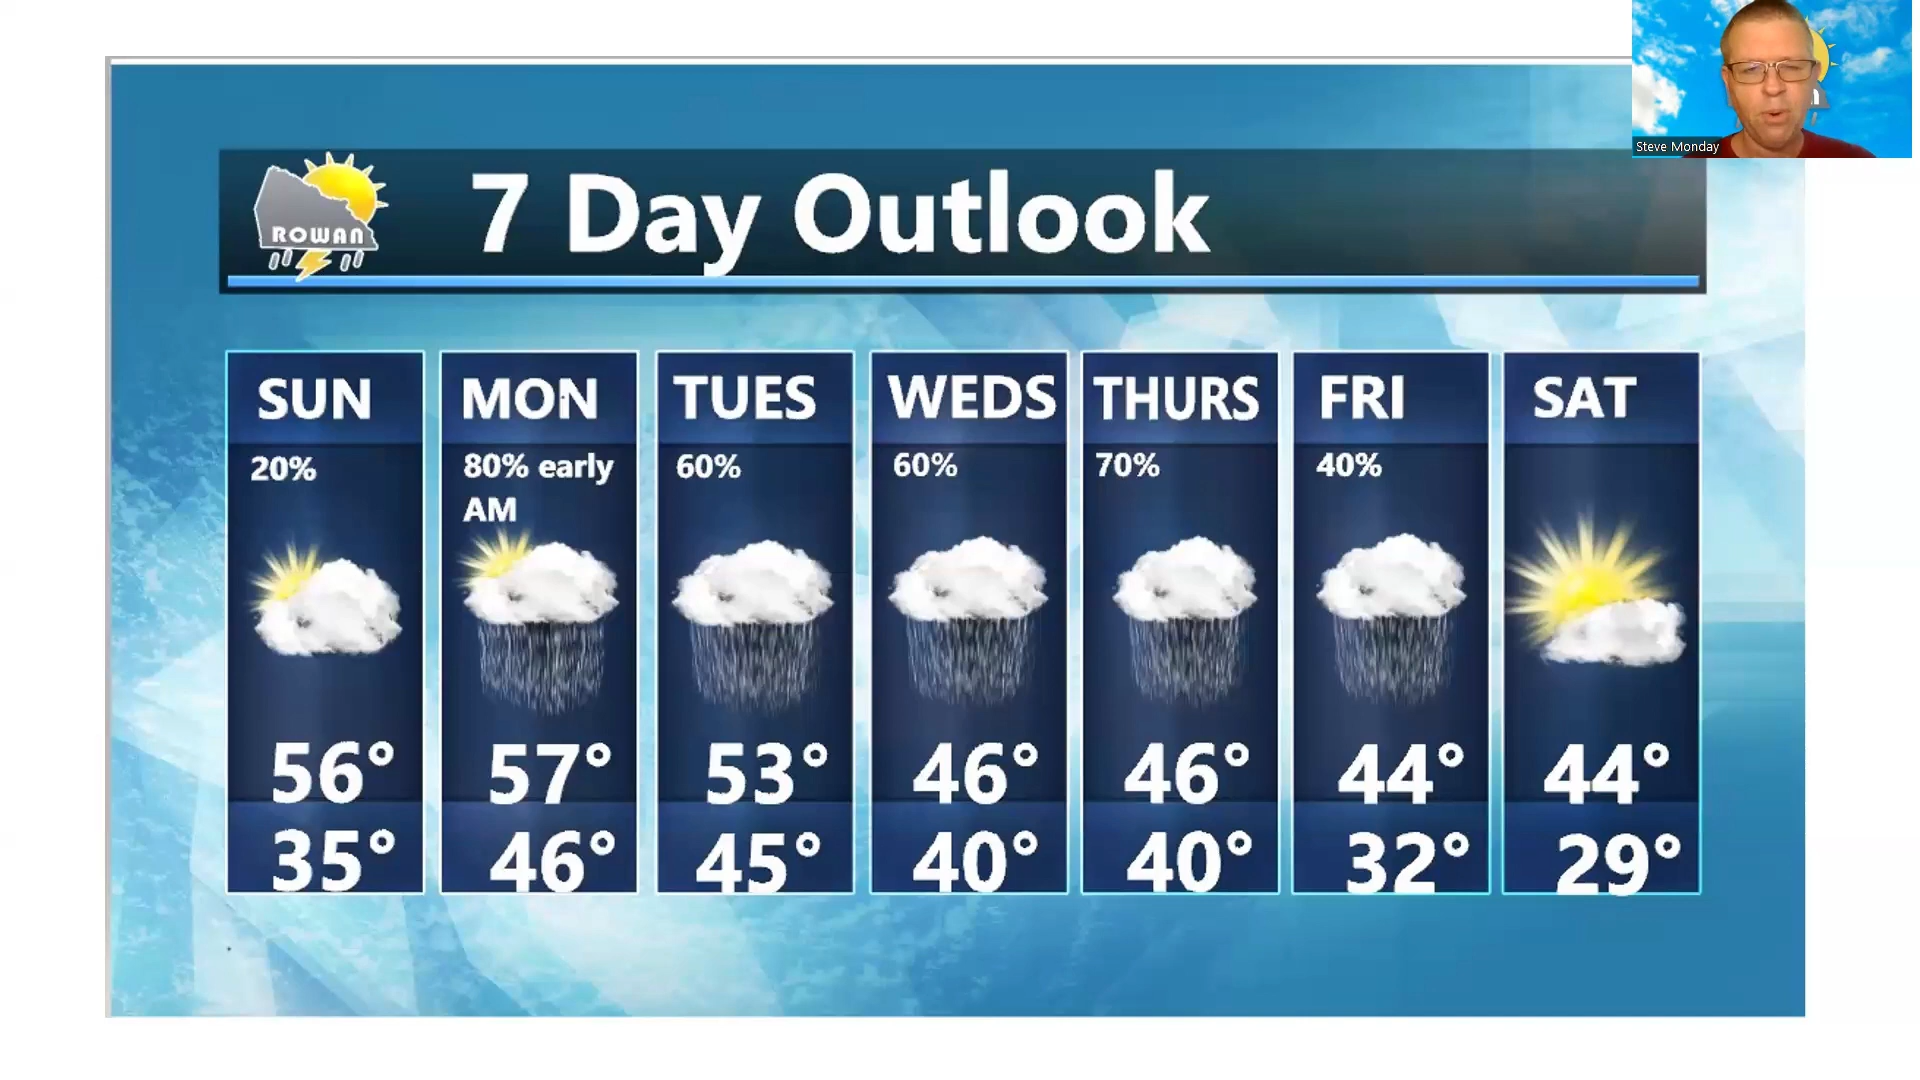 Steve Monday
ROWAN
7 Day Outlook
SUN
20%
56°
35°
MON
80% early
AM
57°
46°
TUES
60%
53°
45°
WEDS
60%
46°
40°
THURS
70%
46°
40°
FRI
40%
44°
32°
SAT
44°
29°